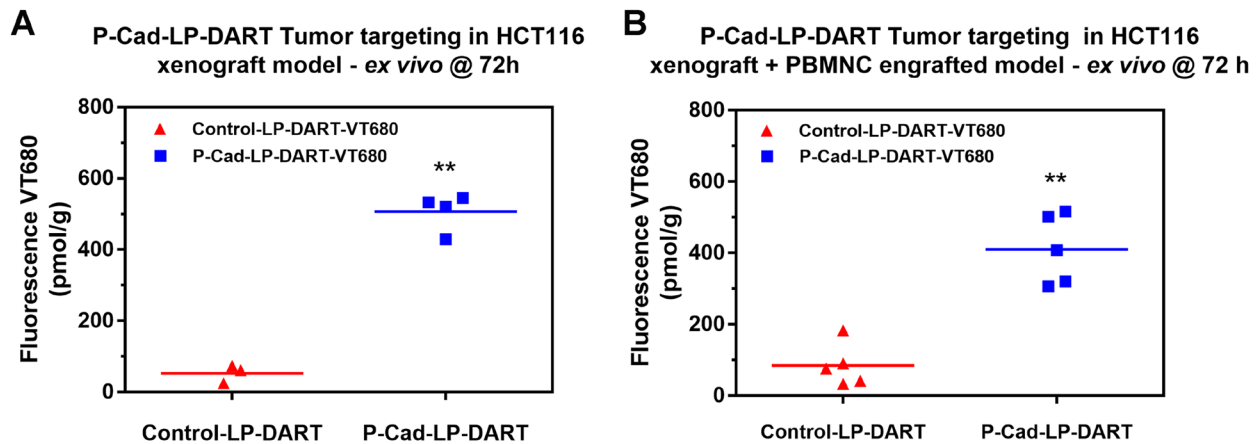 A
P-Cad-LP-DART Tumor targeting in HCT116
xenograft model - ex vivo @ 72h
Fluorescence VT680
(pmol/g)
800
600
400
200
0
Control-LP-DART-VT680
P-Cad-LP-DART-VT680
**
Control-LP-DART
P-Cad-LP-DART
B
P-Cad-LP-DART Tumor targeting in HCT116
xenograft + PBMNC engrafted model - ex vivo @ 72 h
Fluorescence VT680
(pmol/g)
800
600
400
200
0
Control-LP-DART-VT680
P-Cad-LP-DART-VT680
**
Control-LP-DART
P-Cad-LP-DART